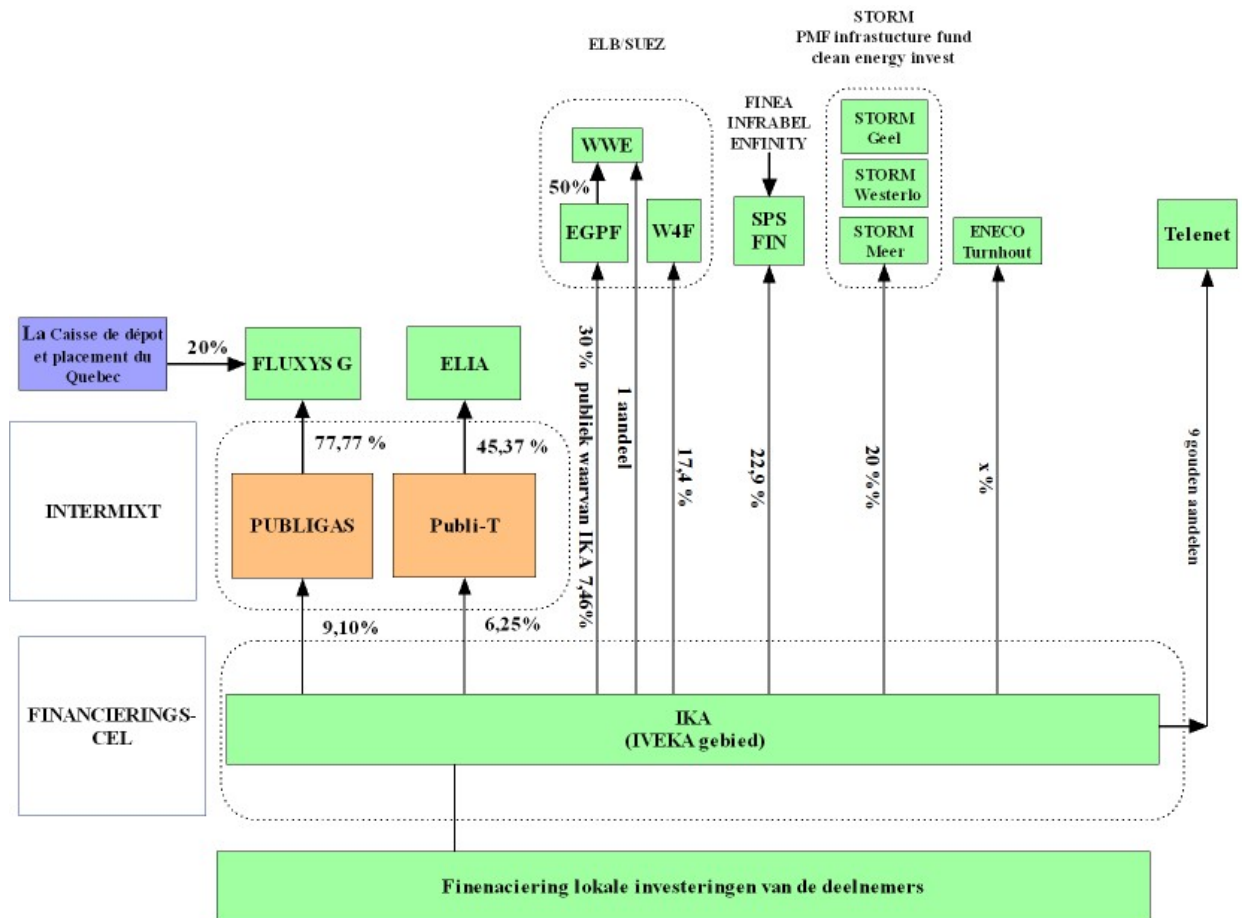 STORM
PMF infrastucture fund
clean energy invest
ELB/SUEZ
FINEA
INFRABEL
ENFINITY
STORM
Geel
WWE
50%
STORM
Westerlo
EGPF
W4F
SPS
FIN
STORM
Meer
ENECO
Turnhout
Telenet
La Caisse de dépot
et placement du
Quebec
20%
FLUXYS G
ELIA
30 % publiek waarvan IKA 7,46%
1 aandeel
17,4 %
22,9 %
20 % %
x %
9 gouden aandelen
77,77 %
45,37 %
INTERMIXT
PUBLIGAS
Publi-T
9,10%
6,25%
FINANCIERINGS-
CEL
IKA
(IVEKA gebied)
Finenaciering lokale investeringen van de deelnemers